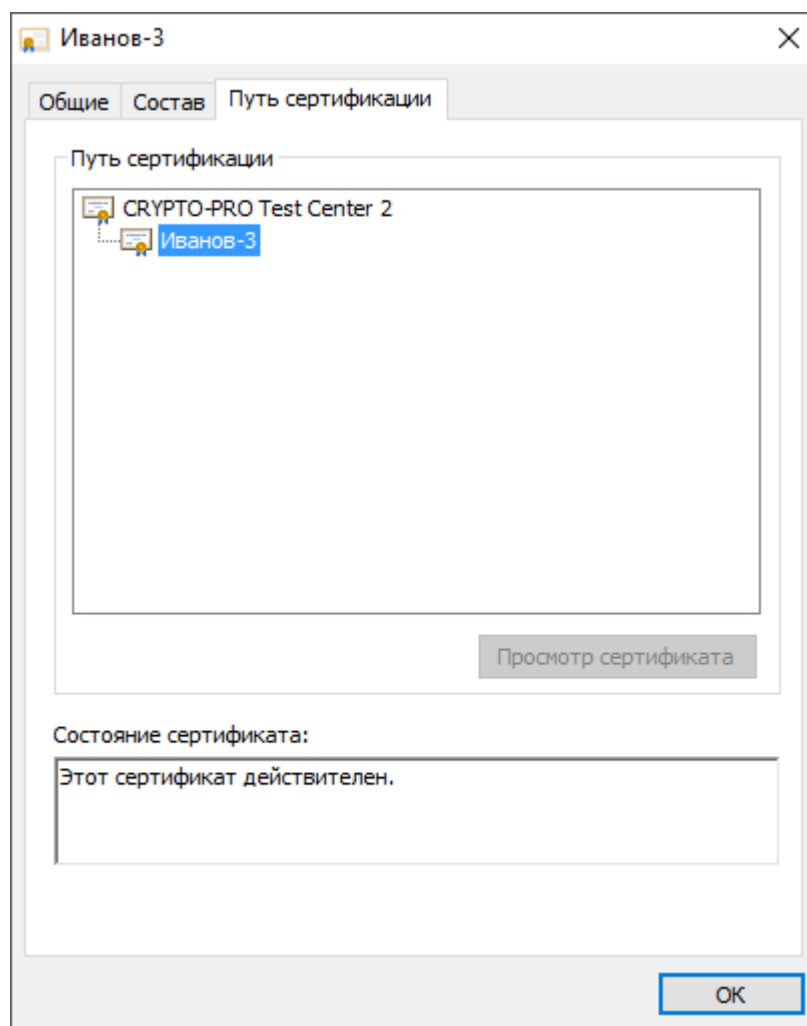 Иванов-3
Общие Состав Путь сертификации
Путь сертификации
CRYPTO-PRO Test Center 2
Иванов-3
Просмотр сертификата
Состояние сертификата:
Этот сертификат действителен.
ОК